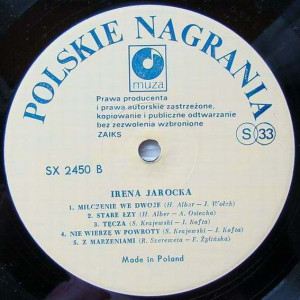 POLSKIE NAGRANIA
muza
Prawa producenta
i prawa autorskie zastrzeżone,
kopiowanie i publiczne odtwarzanie
bez zezwolenia wzbronione
ZAIKS
S 33
SX 2450 B
IRENA JAROCKA
1. MILCZENIE WE DWOJE (H. Alber — J. Wołek)
2. STARE ŁZY (H. Alber — A. Osiecka)
3. TĘCZA (S. Krajewski — J. Kofta)
4. NIE WIERZĘ W POWROTY (S. Krajewski — J. Kofta)
5. Z MARZENIAMI (R. Szeremeta — E. Żylińska)
Made in Poland